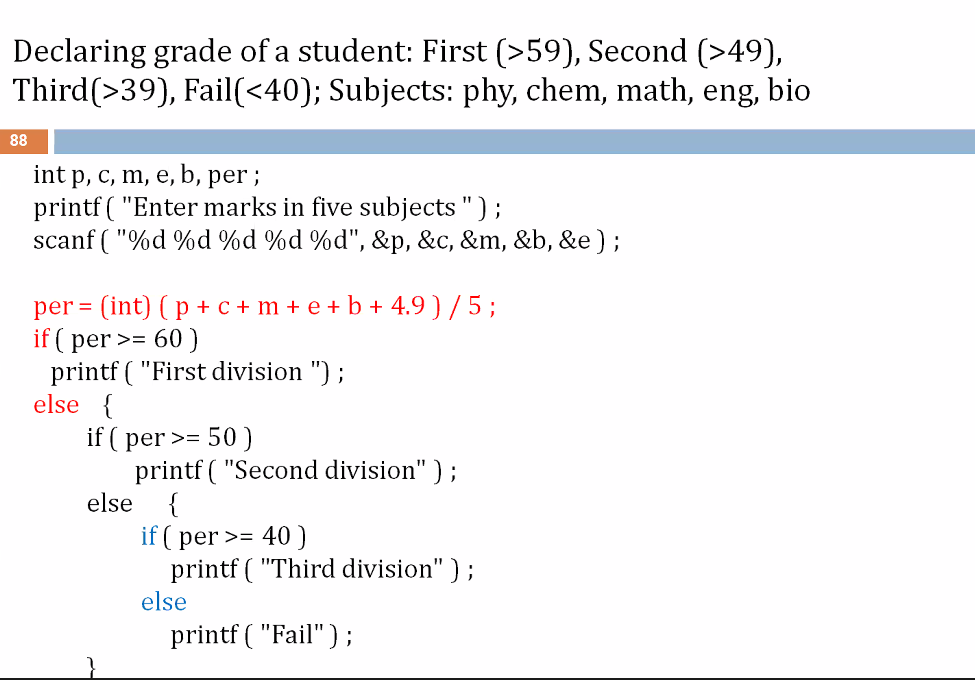 Declaring grade of a student: First (>59), Second (>49),
Third(>39), Fail(<40); Subjects: phy, chem, math, eng, bio
88
int p, c, m, e, b, per ;
printf ( "Enter marks in five subjects " ) ;
scanf ( "%d %d %d %d %d", &p, &c, &m, &b, &e ) ;
per = (int) ( p + c + m + e + b + 4.9 ) / 5 ;
if ( per >= 60 )
printf ( "First division ") ;
else {
if ( per >= 50 )
printf ( "Second division" ) ;
else {
if ( per >= 40 )
printf ( "Third division" ) ;
else
printf ( "Fail" ) ;
}